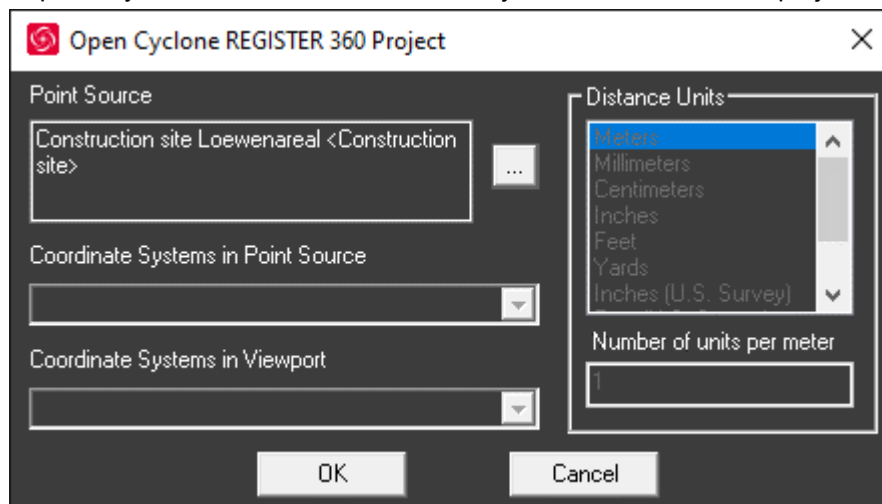 Open Cyclone REGISTER 360 Project
Point Source
Construction site Loewenareal <Construction
site>
...
Coordinate Systems in Point Source
Coordinate Systems in Viewport
Distance Units
Meters
Millimeters
Centimeters
Inches
Feet
Yards
Inches (U.S. Survey)
Number of units per meter
1
OK
Cancel